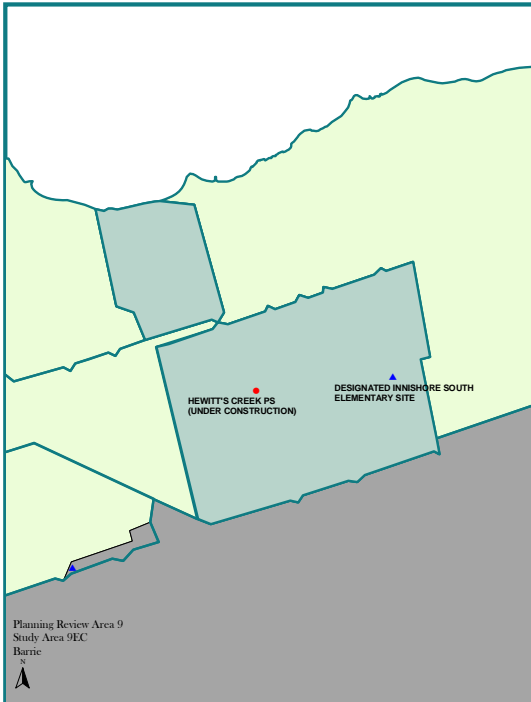 DESIGNATED INNISHORE SOUTH
ELEMENTARY SITE
HEWITT'S CREEK PS
(UNDER CONSTRUCTION)
Planning Review Area 9
Study Area 9EC
Barrie
N